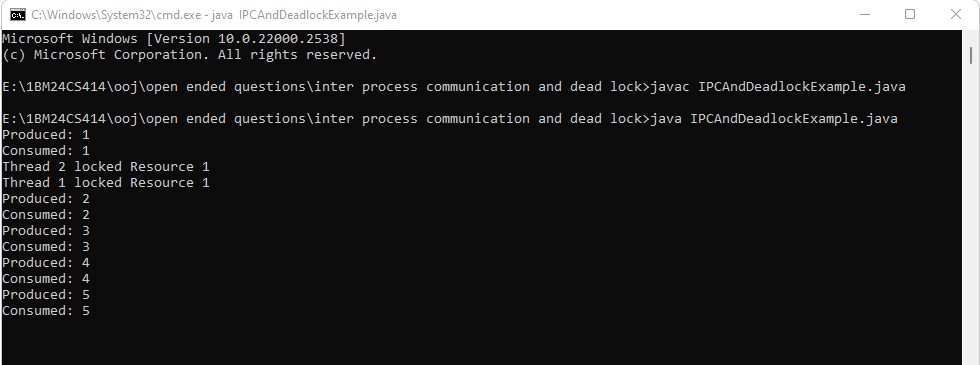 C:\Windows\System32\cmd.exe - java  IPCAndDeadlockExample.java
Microsoft Windows [Version 10.0.22000.2538]
(c) Microsoft Corporation. All rights reserved.
E:\1BM24CS414\ooj\open ended questions\inter process communication and dead lock>javac IPCAndDeadlockExample.java
E:\1BM24CS414\ooj\open ended questions\inter process communication and dead lock>java IPCAndDeadlockExample.java
Produced: 1
Consumed: 1
Thread 2 locked Resource 1
Thread 1 locked Resource 1
Produced: 2
Consumed: 2
Produced: 3
Consumed: 3
Produced: 4
Consumed: 4
Produced: 5
Consumed: 5